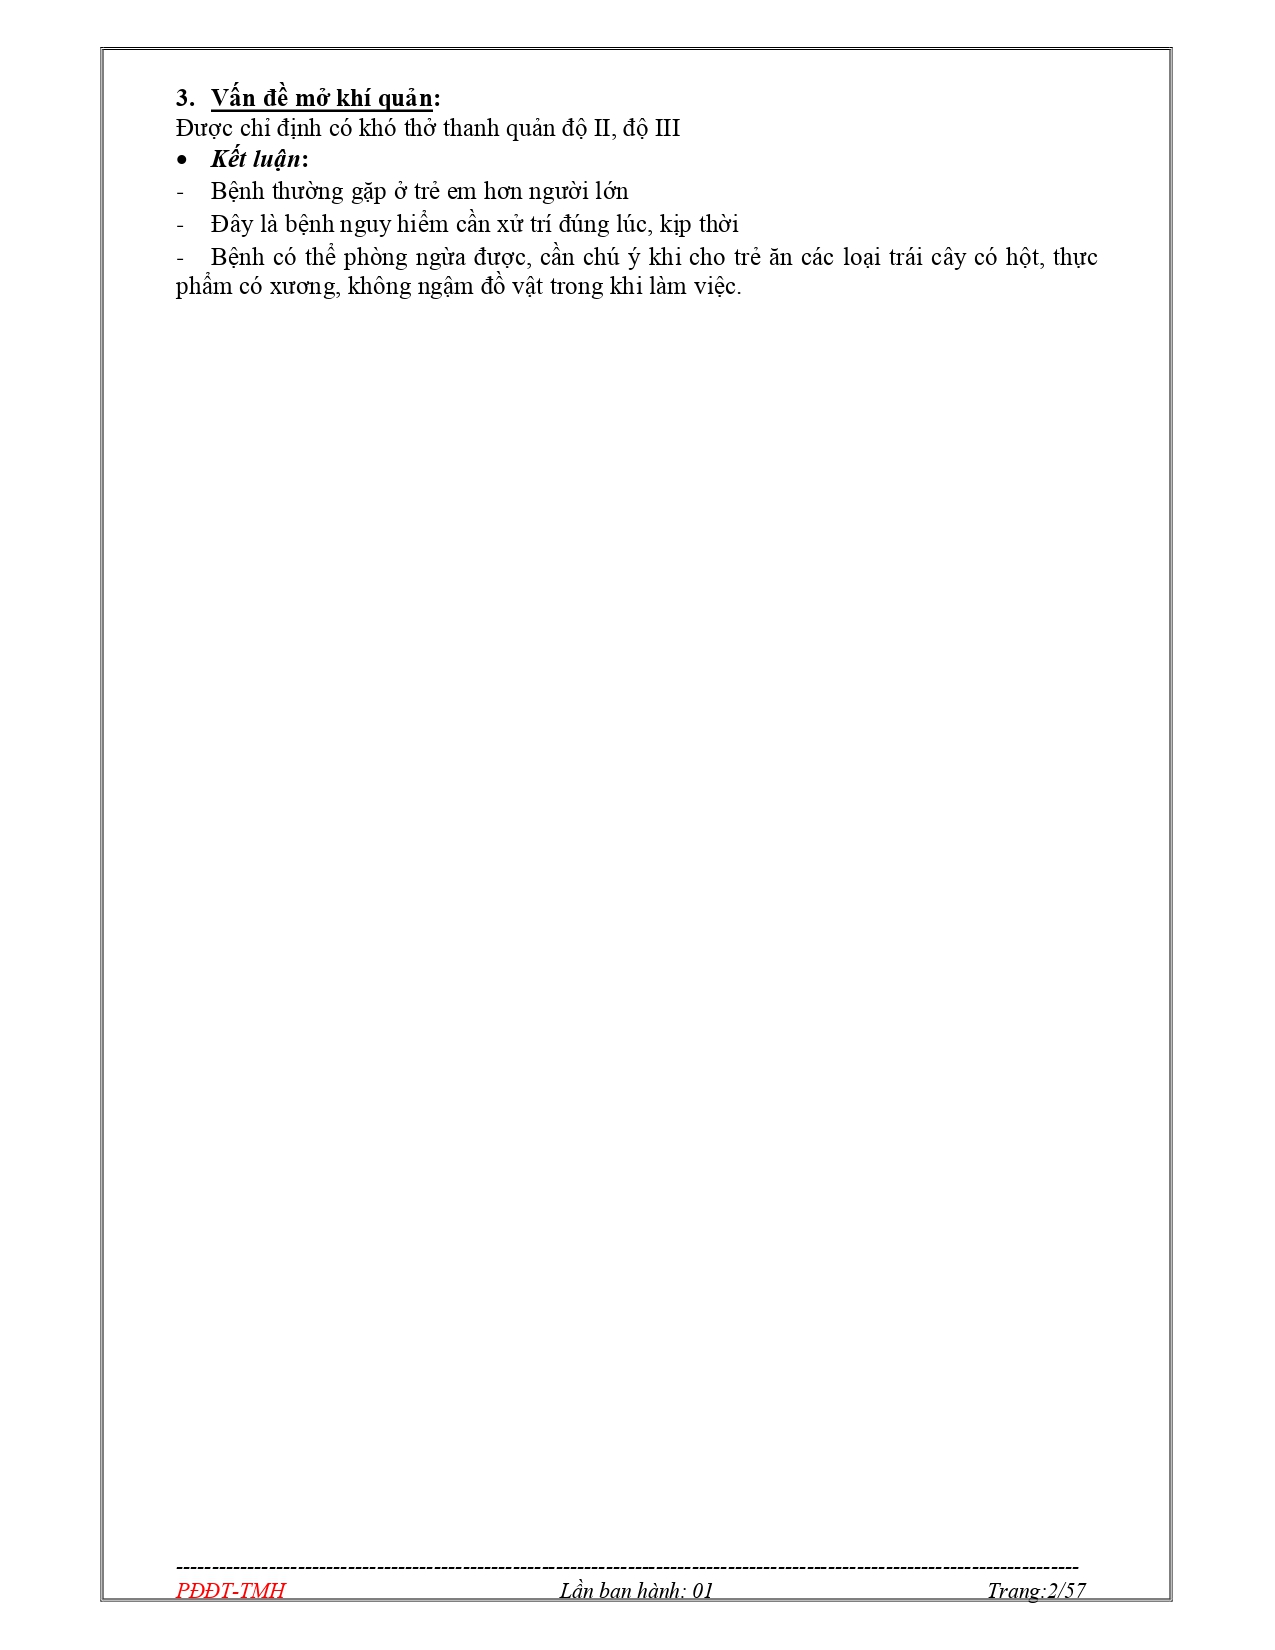 3. Vấn đề mở khí quản:
Được chỉ định có khó thở thanh quản độ II, độ III
• Kết luận:
- Bệnh thường gặp ở trẻ em hơn người lớn
- Đây là bệnh nguy hiểm cần xử trí đúng lúc, kịp thời
- Bệnh có thể phòng ngừa được, cần chú ý khi cho trẻ ăn các loại trái cây có hột, thực
phẩm có xương, không ngậm đồ vật trong khi làm việc.
-----------------------------------------------------------------------------------------------------------------------------
PĐĐT-TMH Lần ban hành: 01 Trang:2/57